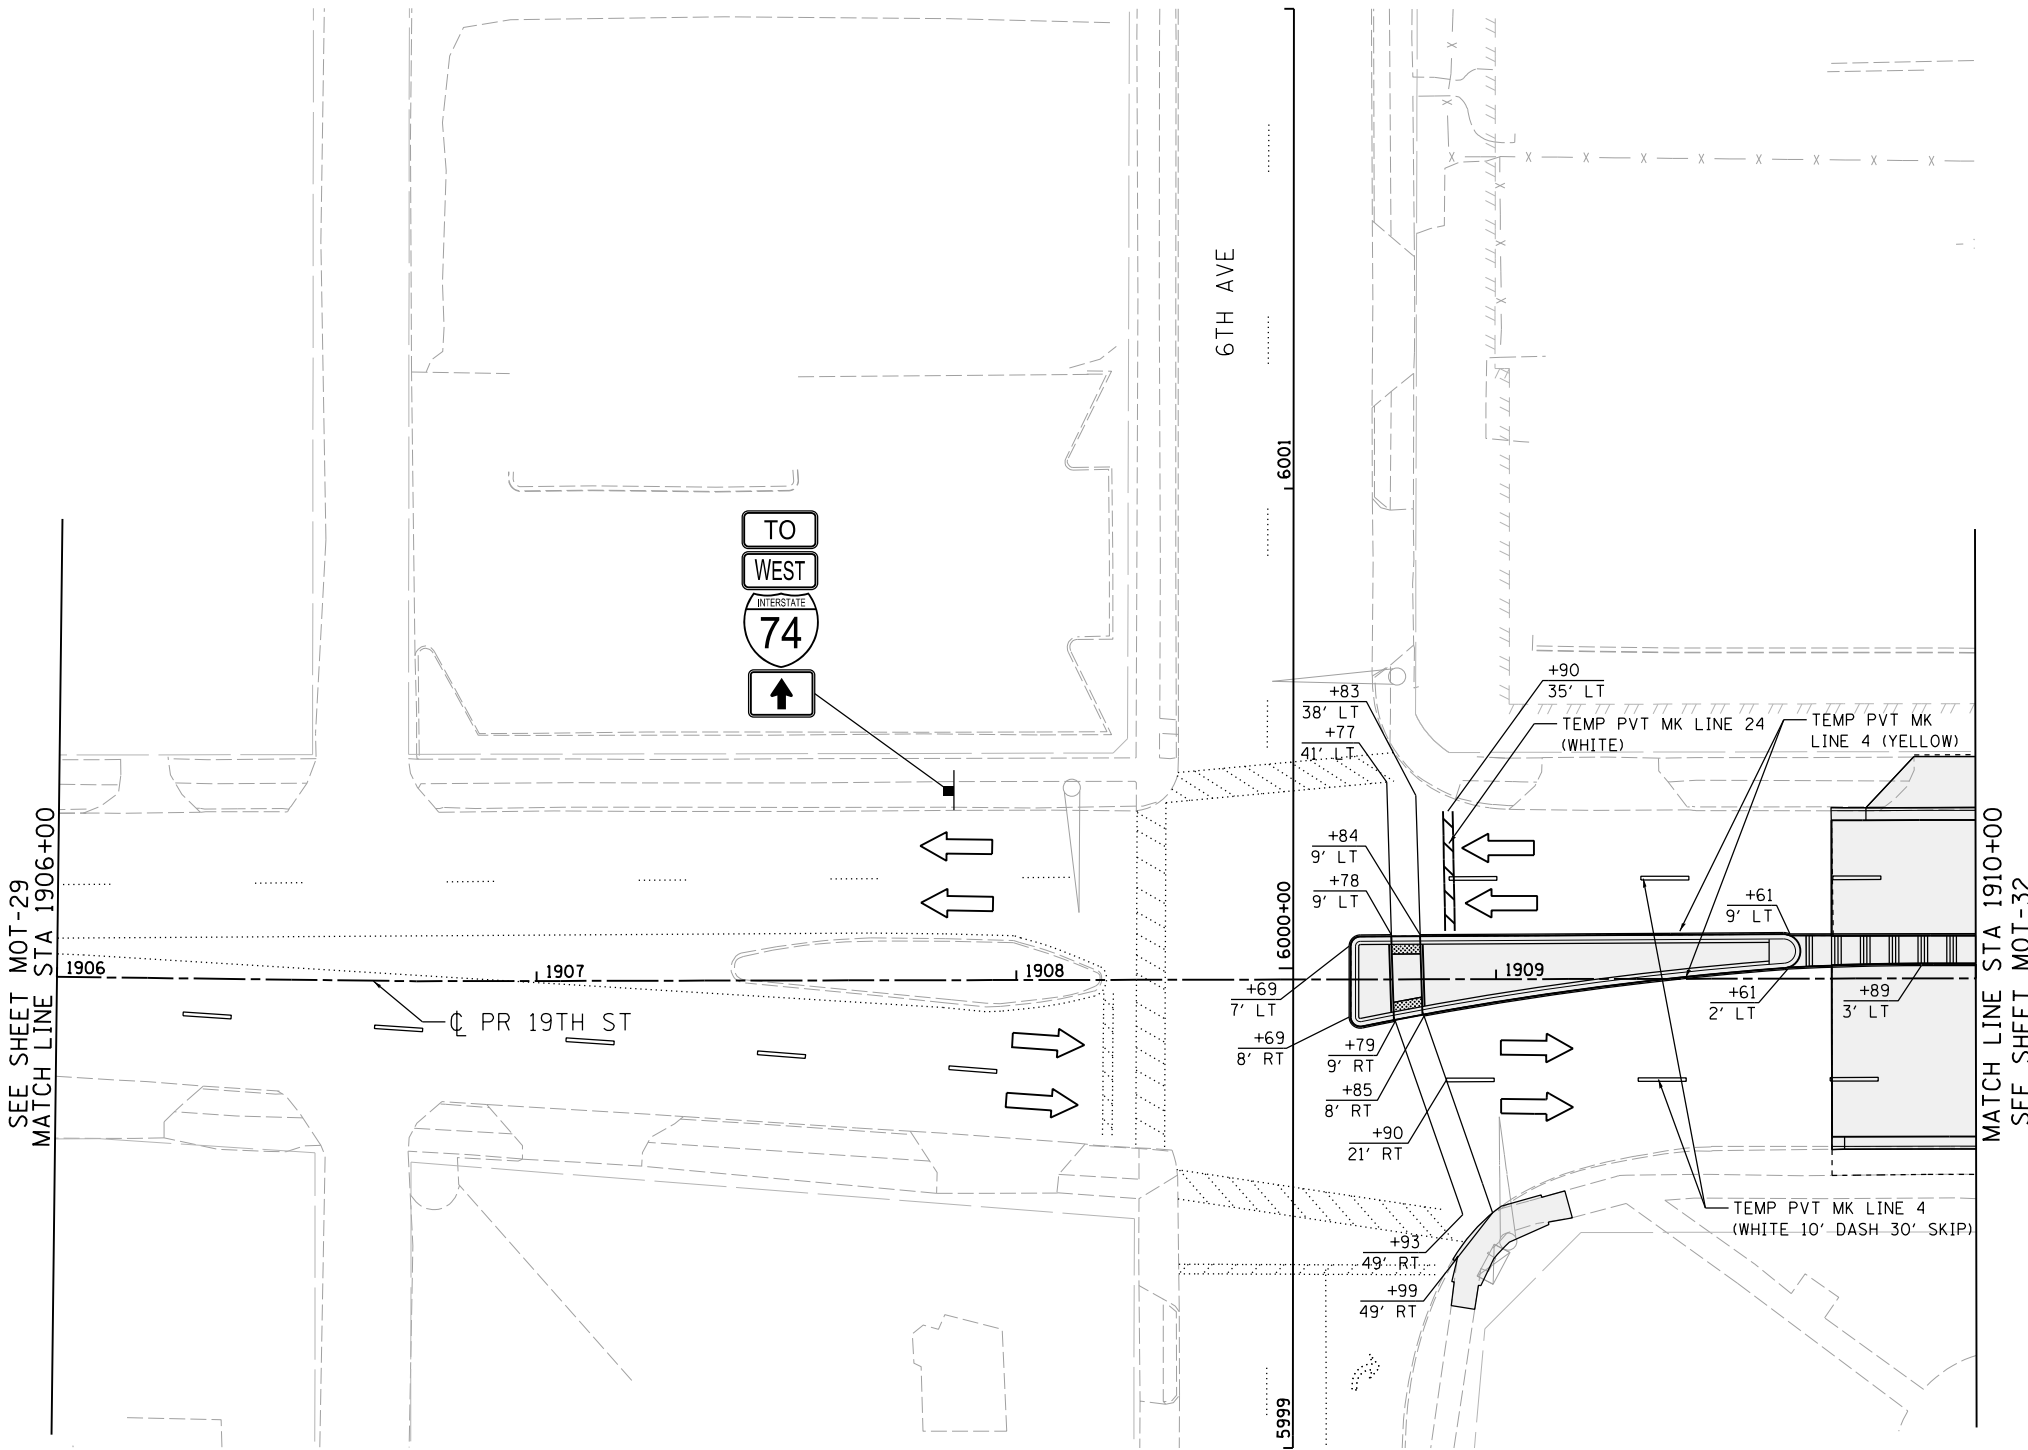 6TH AVE
6001
TO
WEST
INTERSTATE
74
+90
35' LT
+83
38' LT
+77
41' LT
TEMP PVT MK LINE 24
(WHITE)
TEMP PVT MK
LINE 4 (YELLOW)
SEE SHEET MOT-29
MATCH LINE STA 1906+00
MATCH LINE STA 1910+00
SEE SHEET MOT-32
+84
9' LT
+78
9' LT
+61
9' LT
6000+00
1906
1907
1908
1909
+69
7' LT
+61
2' LT
+89
3' LT
℄ PR 19TH ST
+69
8' RT
+79
9' RT
+85
8' RT
+90
21' RT
TEMP PVT MK LINE 4
(WHITE 10' DASH 30' SKIP)
+93
49' RT
+99
49' RT
5999